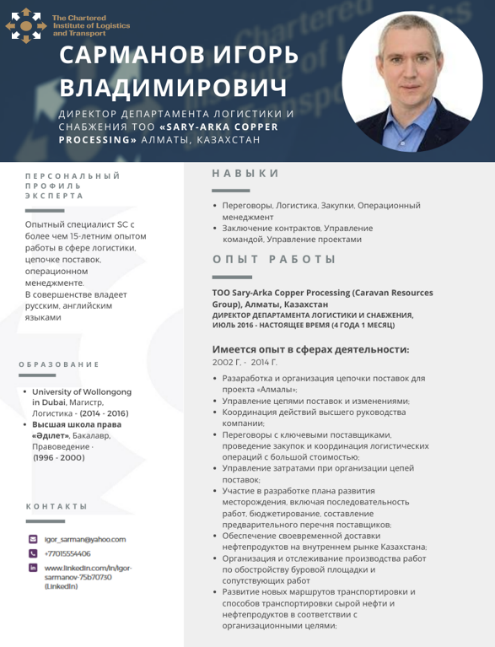 The Chartered
Institute of Logistics
and Transport
САРМАНОВ ИГОРЬ
ВЛАДИМИРОВИЧ
ДИРЕКТОР ДЕПАРТАМЕНТА ЛОГИСТИКИ И
СНАБЖЕНИЯ ТОО «SARY-ARKA COPPER
PROCESSING» АЛМАТЫ, КАЗАХСТАН
ПЕРСОНАЛЬНЫЙ
ПРОФИЛЬ
ЭКСПЕРТА
Опытный специалист SC с
более чем 15-летним опытом
работы в сфере логистики,
цепочке поставок,
операционном
менеджменте.
В совершенстве владеет
русским, английским
языками
ОБРАЗОВАНИЕ
• University of Wollongong
in Dubai, Магистр,
Логистика - (2014 - 2016)
• Высшая школа права
«Әділет», Бакалавр,
Правоведение -
(1996 - 2000)
КОНТАКТЫ
igor_sarman@yahoo.com
+77015554406
www.linkedin.com/in/igor-
sarmanov-75b70730
(LinkedIn)
НАВЫКИ
• Переговоры, Логистика, Закупки, Операционный
менеджмент
• Заключение контрактов, Управление
командой, Управление проектами
ОПЫТ РАБОТЫ
ТОО Sary-Arka Copper Processing (Caravan Resources
Group), Алматы, Казахстан
ДИРЕКТОР ДЕПАРТАМЕНТА ЛОГИСТИКИ И СНАБЖЕНИЯ,
ИЮЛЬ 2016 - НАСТОЯЩЕЕ ВРЕМЯ (4 ГОДА 1 МЕСЯЦ)
Имеется опыт в сферах деятельности:
2002 Г. - 2014 Г.
• Разаработка и организация цепочки поставок для
проекта «Алмалы»;
• Управление цепями поставок и изменениями;
• Координация действий высшего руководства
компании;
• Переговоры с ключевыми поставщиками,
проведение закупок и координация логистических
операций с большой стоимостью;
• Управление затратами при организации цепей
поставок;
• Участие в разработке плана развития
месторождения, включая последовательность
работ, бюджетирование, составление
предварительного перечня поставщиков;
• Обеспечение своевременной доставки
нефтепродуктов на внутреннем рынке Казахстана;
• Организация и отслеживание производства работ
по обостройству буровой площадки и
сопутствующих работ
• Развитие новых маршрутов транспортировки и
способов транспортировки сырой нефти и
нефтепродуктов в соответствии с
организационными целями;